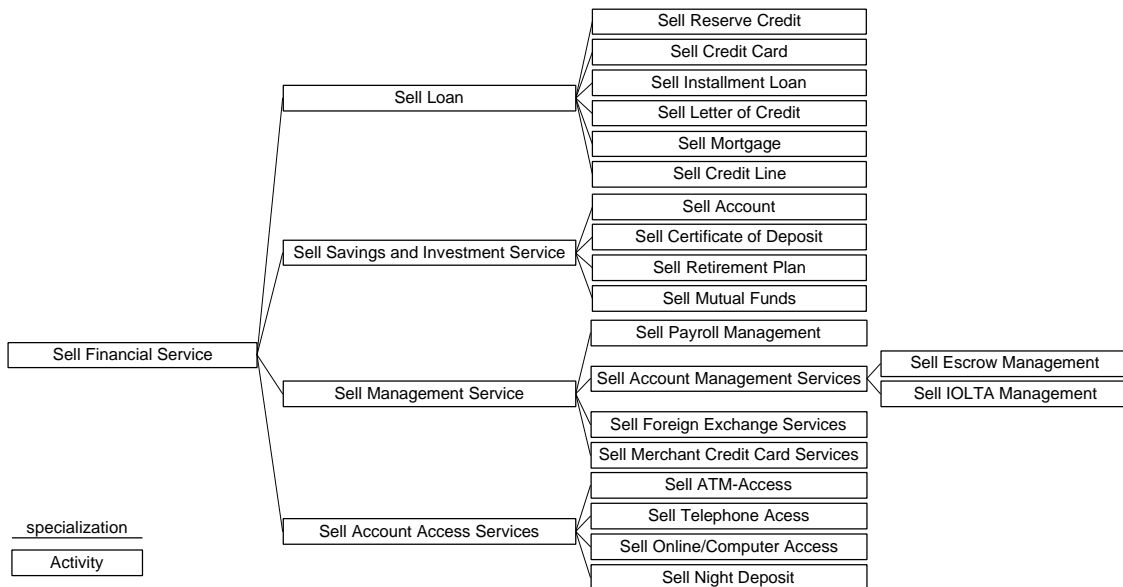 Sell Reserve Credit
Sell Credit Card
Sell Installment Loan
Sell Loan
Sell Letter of Credit
Sell Mortgage
Sell Credit Line
Sell Account
Sell Certificate of Deposit
Sell Savings and Investment Service
Sell Retirement Plan
Sell Mutual Funds
Sell Payroll Management
Sell Financial Service
Sell Escrow Management
Sell Account Management Services
Sell Management Service
Sell IOLTA Management
Sell Foreign Exchange Services
Sell Merchant Credit Card Services
Sell ATM-Access
Sell Telephone Acess
specialization
Sell Account Access Services
Sell Online/Computer Access
Activity
Sell Night Deposit